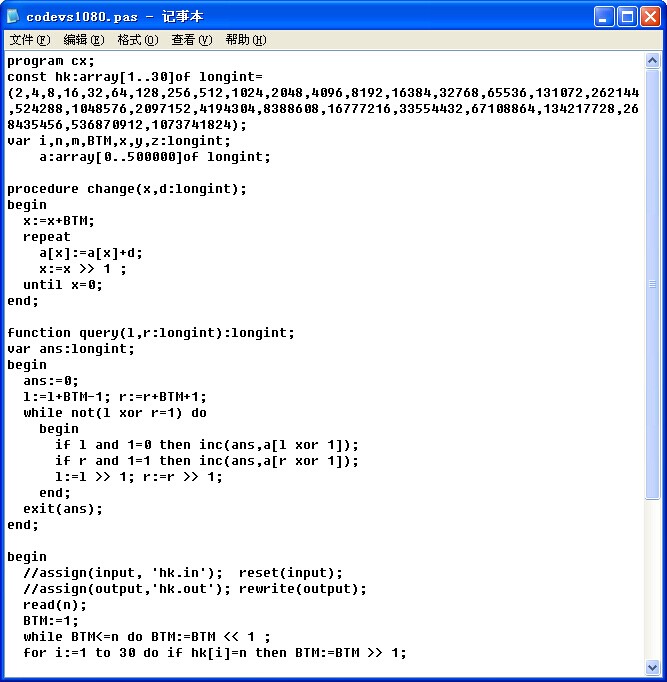 codevs1080.pas - 记事本
文件(F) 编辑(E) 格式(O) 查看(V) 帮助(H)
program cx;
const hk:array[1..30]of longint=
(2,4,8,16,32,64,128,256,512,1024,2048,4096,8192,16384,32768,65536,131072,262144
,524288,1048576,2097152,4194304,8388608,16777216,33554432,67108864,134217728,26
8435456,536870912,1073741824);
var i,n,m,BTM,x,y,z:longint;
    a:array[0..500000]of longint;

procedure change(x,d:longint);
begin
  x:=x+BTM;
  repeat
    a[x]:=a[x]+d;
    x:=x >> 1 ;
  until x=0;
end;

function query(l,r:longint):longint;
var ans:longint;
begin
  ans:=0;
  l:=l+BTM-1; r:=r+BTM+1;
  while not(l xor r=1) do
    begin
      if l and 1=0 then inc(ans,a[l xor 1]);
      if r and 1=1 then inc(ans,a[r xor 1]);
      l:=l >> 1; r:=r >> 1;
    end;
  exit(ans);
end;

begin
  //assign(input, 'hk.in');  reset(input);
  //assign(output,'hk.out'); rewrite(output);
  read(n);
  BTM:=1;
  while BTM<=n do BTM:=BTM << 1 ;
  for i:=1 to 30 do if hk[i]=n then BTM:=BTM >> 1;